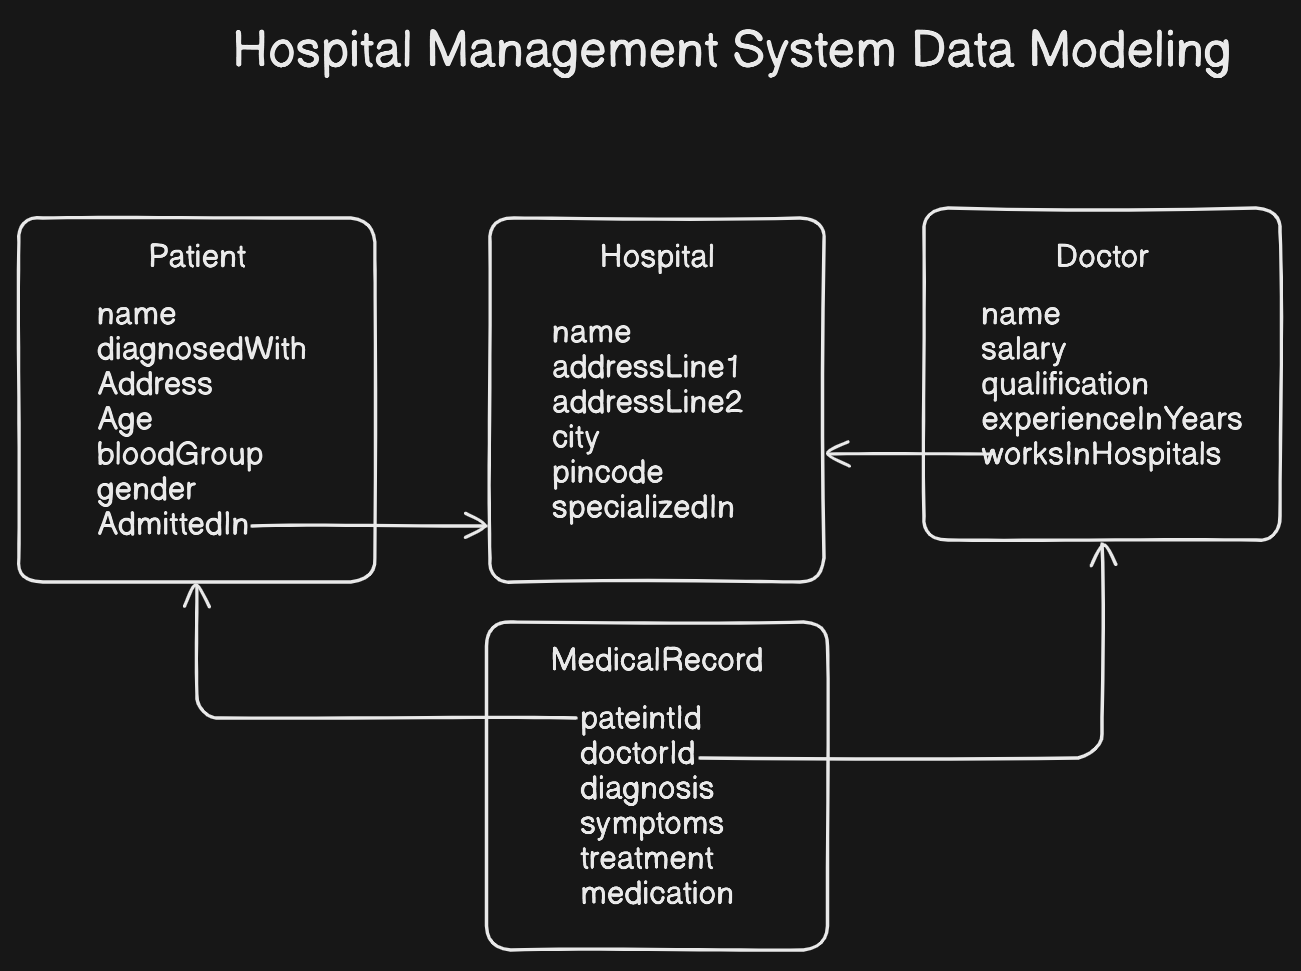 Hospital Management System Data Modeling
Patient
name
diagnosedWith
Address
Age
bloodGroup
gender
AdmittedIn
Hospital
name
addressLine1
addressLine2
city
pincode
specializedIn
Doctor
name
salary
qualification
experienceInYears
worksInHospitals
MedicalRecord
pateintId
doctorId
diagnosis
symptoms
treatment
medication